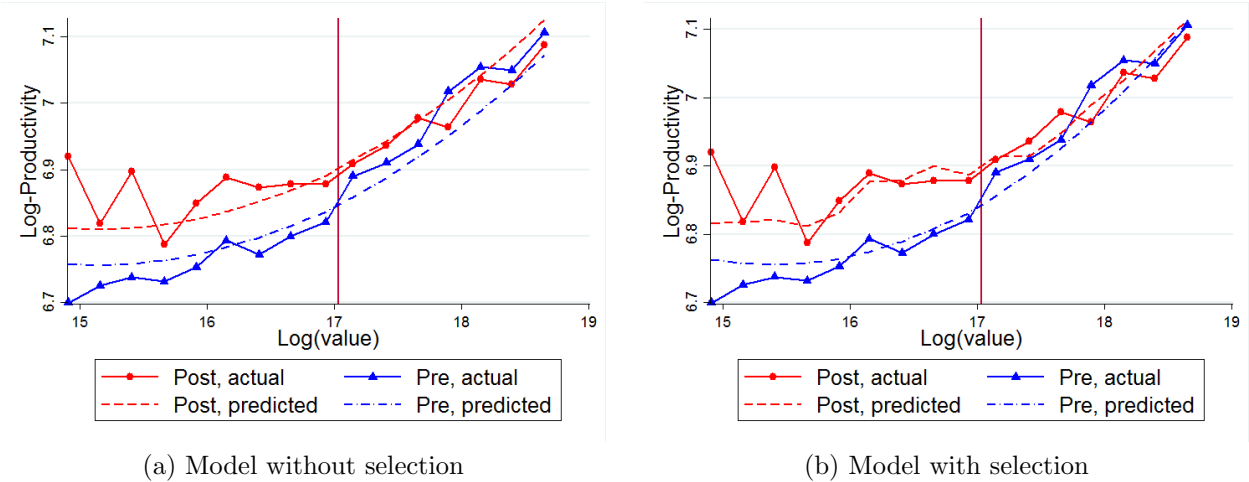 7.1
7
6.9
6.8
6.7
Log-Productivity
15
16
17
18
19
Log(value)
Post, actual
Pre, actual
Post, predicted
Pre, predicted
(a) Model without selection
7.1
7
6.9
6.8
6.7
Log-Productivity
15
16
17
18
19
Log(value)
Post, actual
Pre, actual
Post, predicted
Pre, predicted
(b) Model with selection